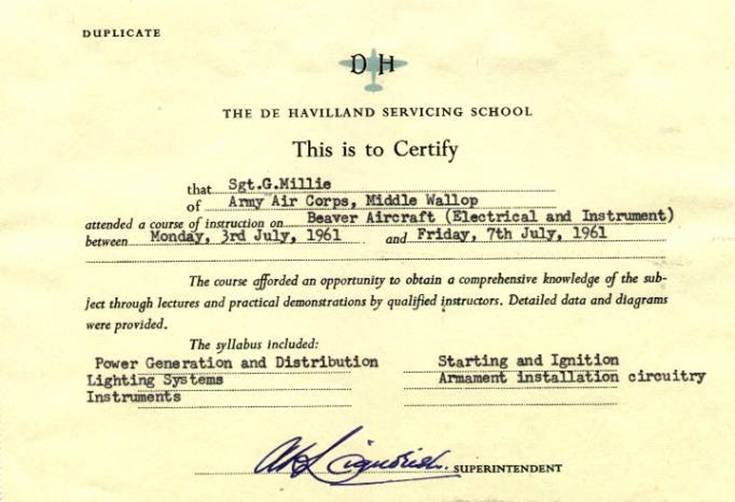 DUPLICATE
D H
THE DE HAVILLAND SERVICING SCHOOL
This is to Certify
that Sgt.G.Millie
of Army Air Corps, Middle Wallop
attended a course of instruction on Beaver Aircraft (Electrical and Instrument)
between Monday, 3rd July, 1961 and Friday, 7th July, 1961
The course afforded an opportunity to obtain a comprehensive knowledge of the sub-
ject through lectures and practical demonstrations by qualified instructors. Detailed data and diagrams
were provided.
The syllabus included:
Power Generation and Distribution Starting and Ignition
Lighting Systems Armament installation circuitry
Instruments
SUPERINTENDENT